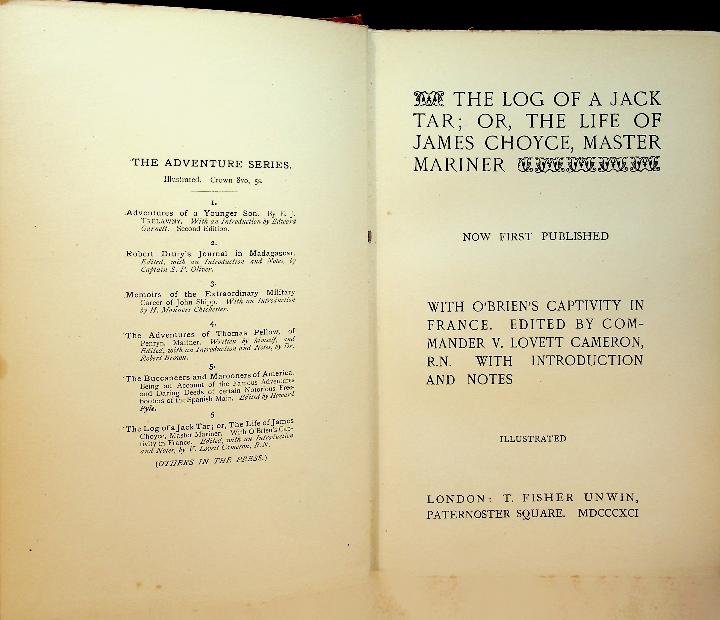 THE ADVENTURE SERIES.
Illustrated. Crown 8vo, 5s.
1.
Adventures of a Younger Son. By E. J.
TRELAWNY. With an Introduction by Edward
Garnett. Second Edition.
2.
Robert Drury's Journal in Madagascar.
Edited, with an Introduction and Notes, by
Captain S. P. Oliver.
3.
Memoirs of the Extraordinary Military
Career of John Shipp. With an Introduction
by H. Manners Chichester.
4.
The Adventures of Thomas Pellow, of
Penryn, Mariner. Written by himself, and
Edited, with an Introduction and Notes, by Dr.
Robert Brown.
5.
The Buccaneers and Marooners of America.
Being an Account of the Famous Adventures
and Daring Deeds of certain Notorious Free-
booters of the Spanish Main. Edited by Howard
Pyle.
6
The Log of a Jack Tar; or, The Life of James
Choyce, Master Mariner. With O'Brien's Cap-
tivity in France. Edited, with an Introduction
and Notes, by V. Lovett Cameron, R.N.
(OTHERS IN THE PRESS.)
THE LOG OF A JACK
TAR; OR, THE LIFE OF
JAMES CHOYCE, MASTER
MARINER
NOW FIRST PUBLISHED
WITH O'BRIEN'S CAPTIVITY IN
FRANCE. EDITED BY COM-
MANDER V. LOVETT CAMERON,
R.N. WITH INTRODUCTION
AND NOTES
ILLUSTRATED
LONDON: T. FISHER UNWIN,
PATERNOSTER SQUARE. MDCCCXCI